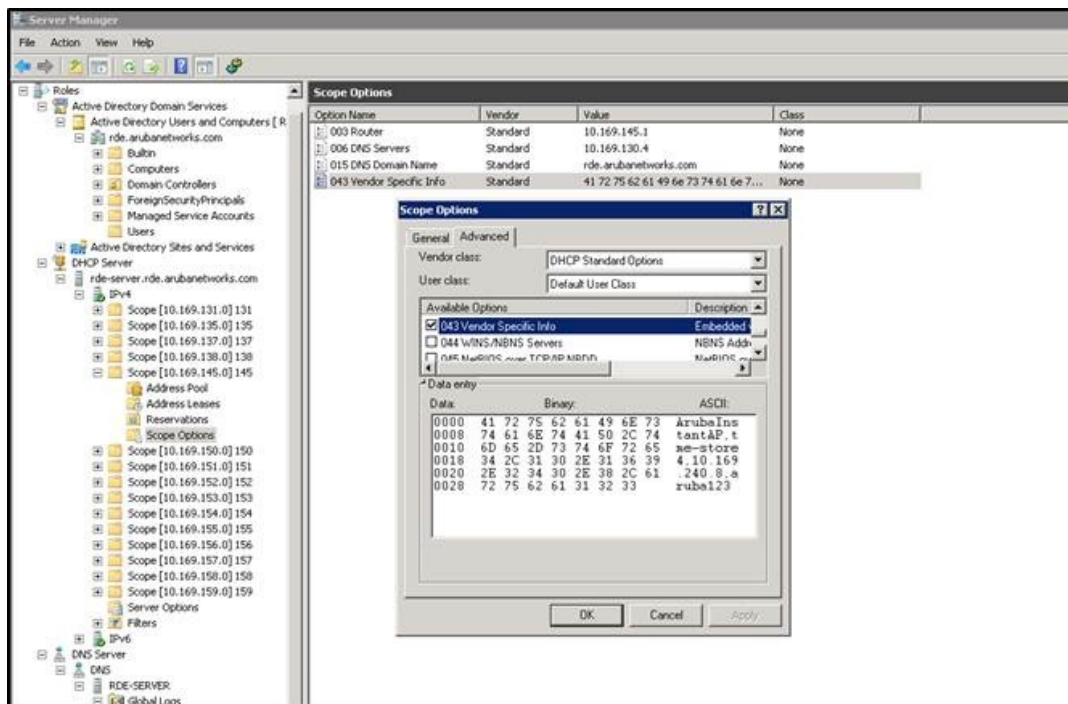 Server Manager
File Action View Help
Roles
Active Directory Domain Services
Active Directory Users and Computers [ R
rde.arubanetworks.com
Builtin
Computers
Domain Controllers
ForeignSecurityPrincipals
Managed Service Accounts
Users
Active Directory Sites and Services
DHCP Server
rde-server.rde.arubanetworks.com
IPv4
Scope [10.169.131.0] 131
Scope [10.169.135.0] 135
Scope [10.169.137.0] 137
Scope [10.169.138.0] 138
Scope [10.169.145.0] 145
Address Pool
Address Leases
Reservations
Scope Options
Scope [10.169.150.0] 150
Scope [10.169.151.0] 151
Scope [10.169.152.0] 152
Scope [10.169.153.0] 153
Scope [10.169.154.0] 154
Scope [10.169.155.0] 155
Scope [10.169.156.0] 156
Scope [10.169.157.0] 157
Scope [10.169.158.0] 158
Scope [10.169.159.0] 159
Server Options
Filters
IPv6
DNS Server
DNS
RDE-SERVER
Global Logs
Scope Options
Option Name Vendor Value Class
003 Router Standard 10.169.145.1 None
006 DNS Servers Standard 10.169.130.4 None
015 DNS Domain Name Standard rde.arubanetworks.com None
043 Vendor Specific Info Standard 41 72 75 62 61 49 6e 73 74 61 6e 7... None
Scope Options
General Advanced
Vendor class: DHCP Standard Options
User class: Default User Class
Available Options Description
043 Vendor Specific Info Embedded
044 WINS/NBNS Servers NBNS Addr
045 NetBIOS over TCP/IP NBDD NetBIOS
Data entry
Data: Binary: ASCII:
0000 41 72 75 62 61 49 6E 73 ArubaIns
0008 74 61 6E 74 41 50 2C 74 tantAP,t
0010 6D 65 2D 73 74 6F 72 65 me-store
0018 34 2C 31 30 2E 31 36 39 4,10.169
0020 2E 32 34 30 2E 38 2C 61 .240.8,a
0028 72 75 62 61 31 32 33 ruba123
OK Cancel Apply